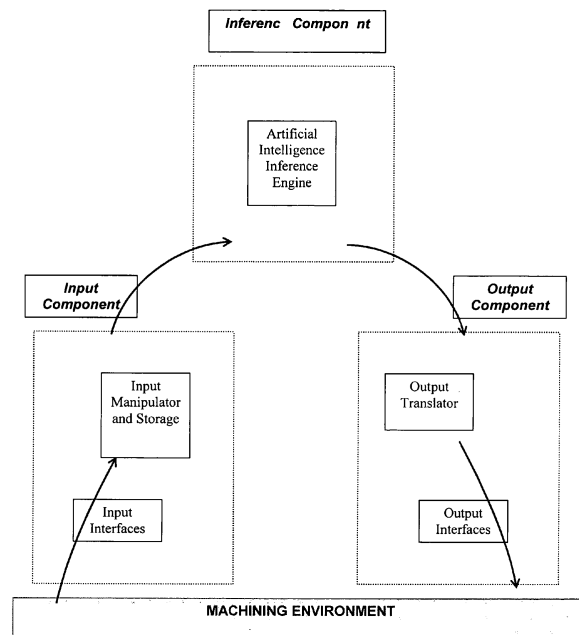 Inferenc Compon nt
Artificial
Intelligence
Inference
Engine
Input
Component
Output
Component
Input
Manipulator
and Storage
Output
Translator
Input
Interfaces
Output
Interfaces
MACHINING ENVIRONMENT